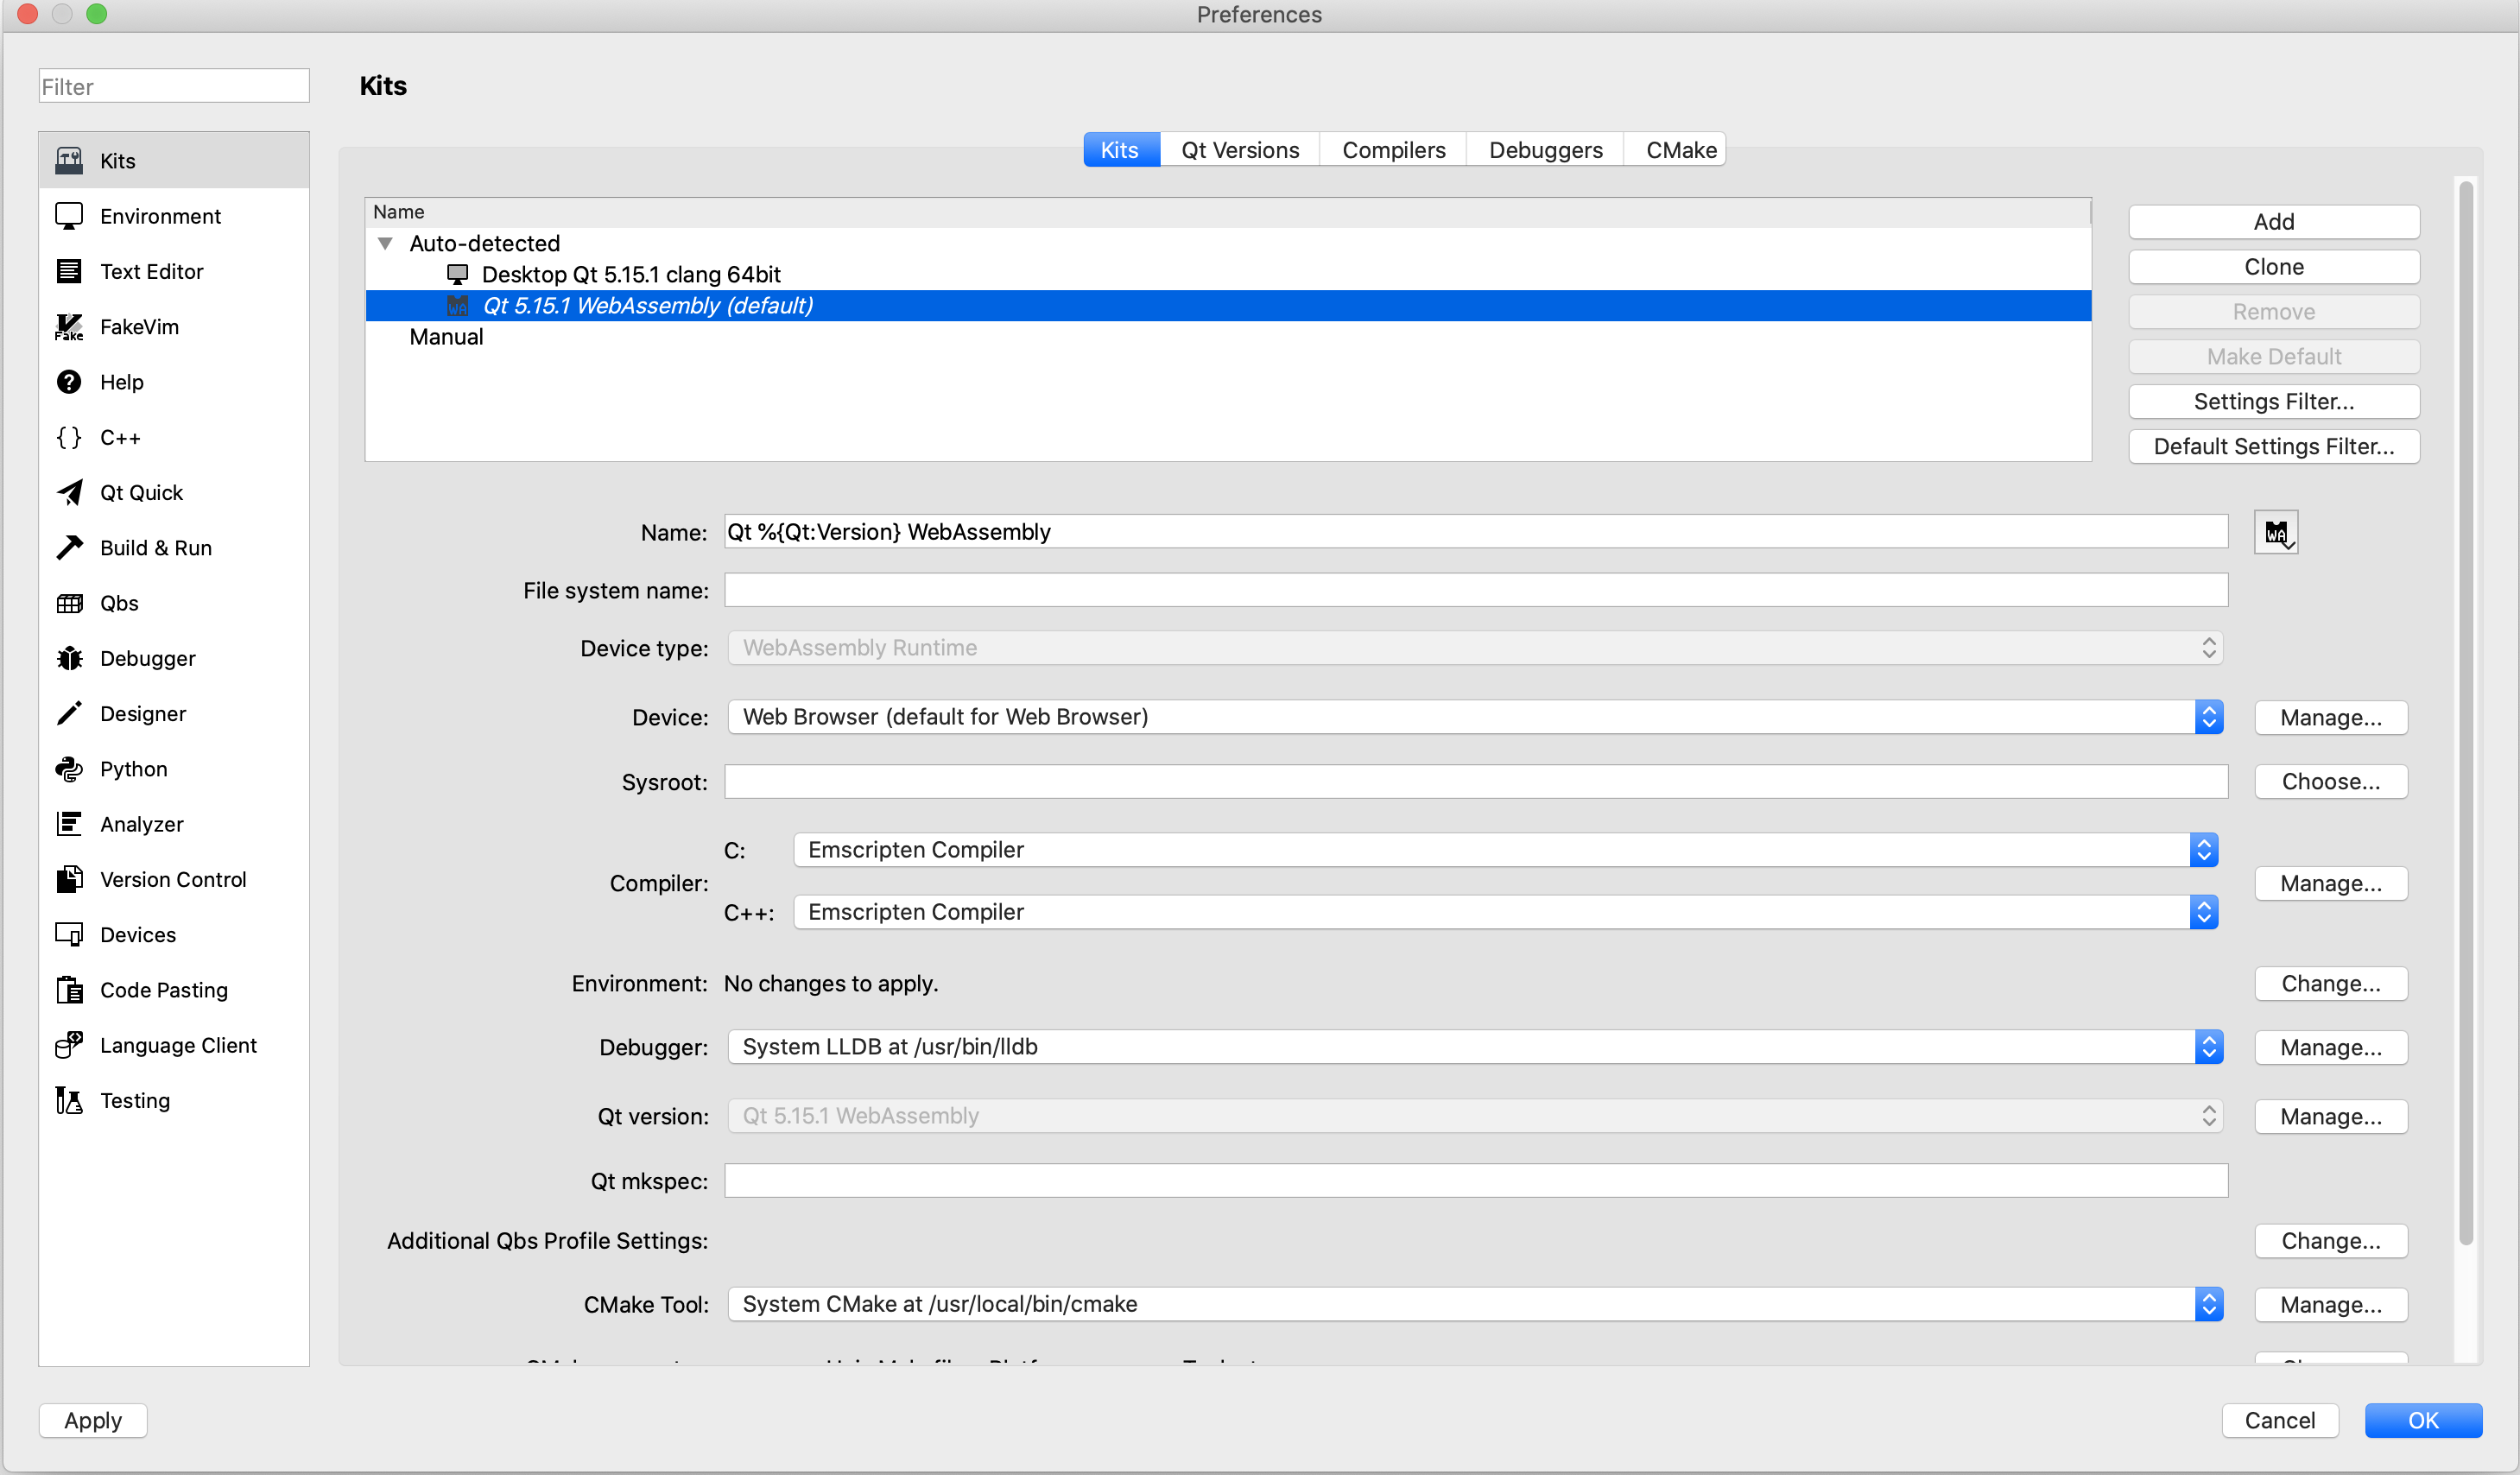 Preferences
Filter
Kits
Environment
Text Editor
FakeVim
Help
C++
Qt Quick
Build & Run
Qbs
Debugger
Designer
Python
Analyzer
Version Control
Devices
Code Pasting
Language Client
Testing
Kits
Kits Qt Versions Compilers Debuggers CMake
Name
Auto-detected
Desktop Qt 5.15.1 clang 64bit
WA Qt 5.15.1 WebAssembly (default)
Manual
Add
Clone
Remove
Make Default
Settings Filter...
Default Settings Filter...
Name: Qt %{Qt:Version} WebAssembly WA
File system name:
Device type: WebAssembly Runtime
Device: Web Browser (default for Web Browser) Manage...
Sysroot: Choose...
Compiler: C: Emscripten Compiler
C++: Emscripten Compiler Manage...
Environment: No changes to apply. Change...
Debugger: System LLDB at /usr/bin/lldb Manage...
Qt version: Qt 5.15.1 WebAssembly Manage...
Qt mkspec:
Additional Qbs Profile Settings: Change...
CMake Tool: System CMake at /usr/local/bin/cmake Manage...
Apply
Cancel OK